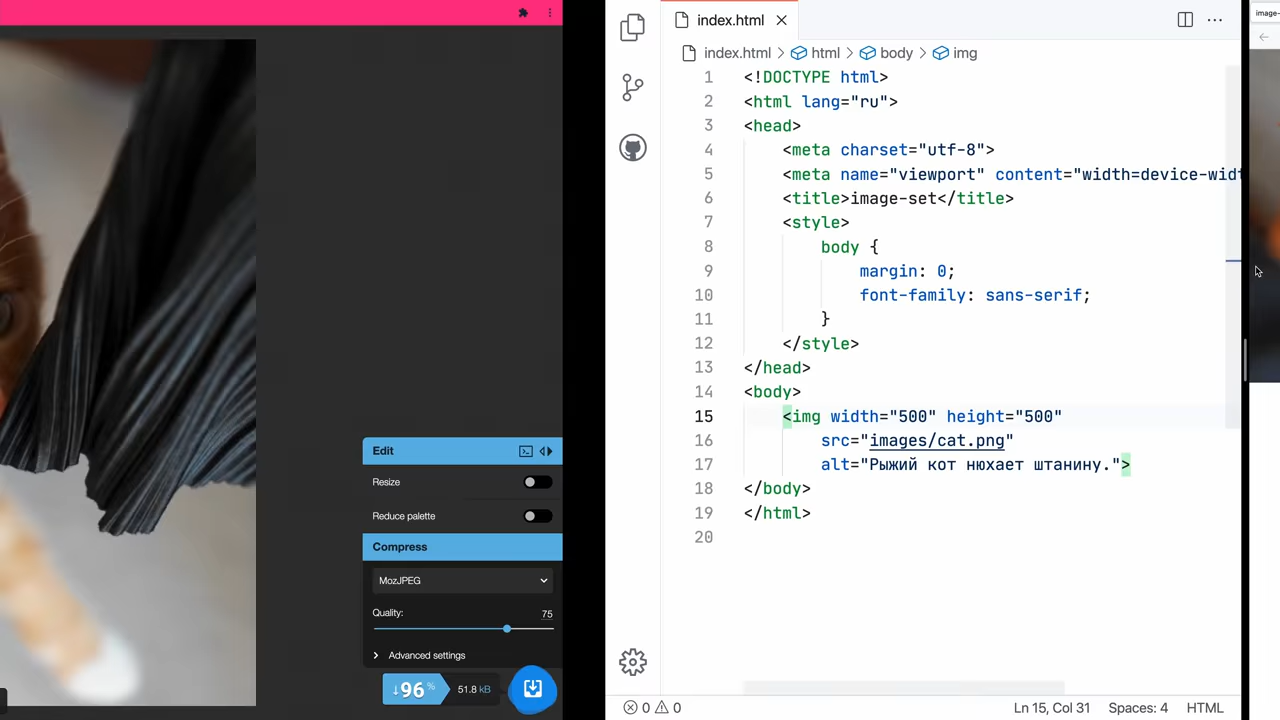 Edit
Resize
Reduce palette
Compress
MozJPEG
Quality: 75
Advanced settings
↓96 % 51.8 kB
index.html
index.html > html > body > img
1 <!DOCTYPE html>
2 <html lang="ru">
3 <head>
4 <meta charset="utf-8">
5 <meta name="viewport" content="width=device-widt
6 <title>image-set</title>
7 <style>
8 body {
9 margin: 0;
10 font-family: sans-serif;
11 }
12 </style>
13 </head>
14 <body>
15 <img width="500" height="500"
16 src="images/cat.png"
17 alt="Рыжий кот нюхает штанину.">
18 </body>
19 </html>
20
0 0 Ln 15, Col 31 Spaces: 4 HTML
image-